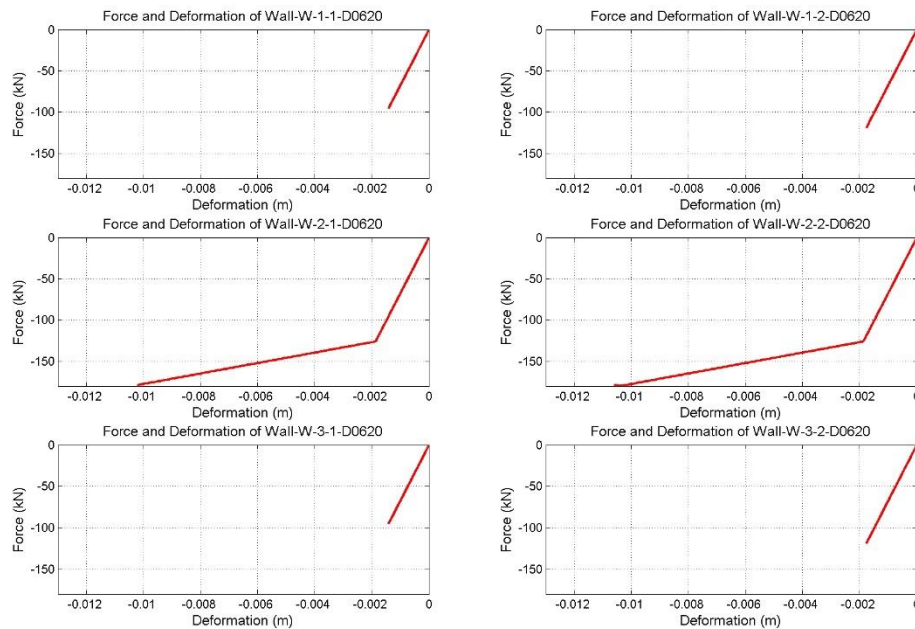 Force and Deformation of Wall-W-1-1-D0620
0
-50
-100
-150
Force (kN)
-0.012 -0.01 -0.008 -0.006 -0.004 -0.002 0
Deformation (m)
Force and Deformation of Wall-W-1-2-D0620
0
-50
-100
-150
Force (kN)
-0.012 -0.01 -0.008 -0.006 -0.004 -0.002 0
Deformation (m)
Force and Deformation of Wall-W-2-1-D0620
0
-50
-100
-150
Force (kN)
-0.012 -0.01 -0.008 -0.006 -0.004 -0.002 0
Deformation (m)
Force and Deformation of Wall-W-2-2-D0620
0
-50
-100
-150
Force (kN)
-0.012 -0.01 -0.008 -0.006 -0.004 -0.002 0
Deformation (m)
Force and Deformation of Wall-W-3-1-D0620
0
-50
-100
-150
Force (kN)
-0.012 -0.01 -0.008 -0.006 -0.004 -0.002 0
Deformation (m)
Force and Deformation of Wall-W-3-2-D0620
0
-50
-100
-150
Force (kN)
-0.012 -0.01 -0.008 -0.006 -0.004 -0.002 0
Deformation (m)